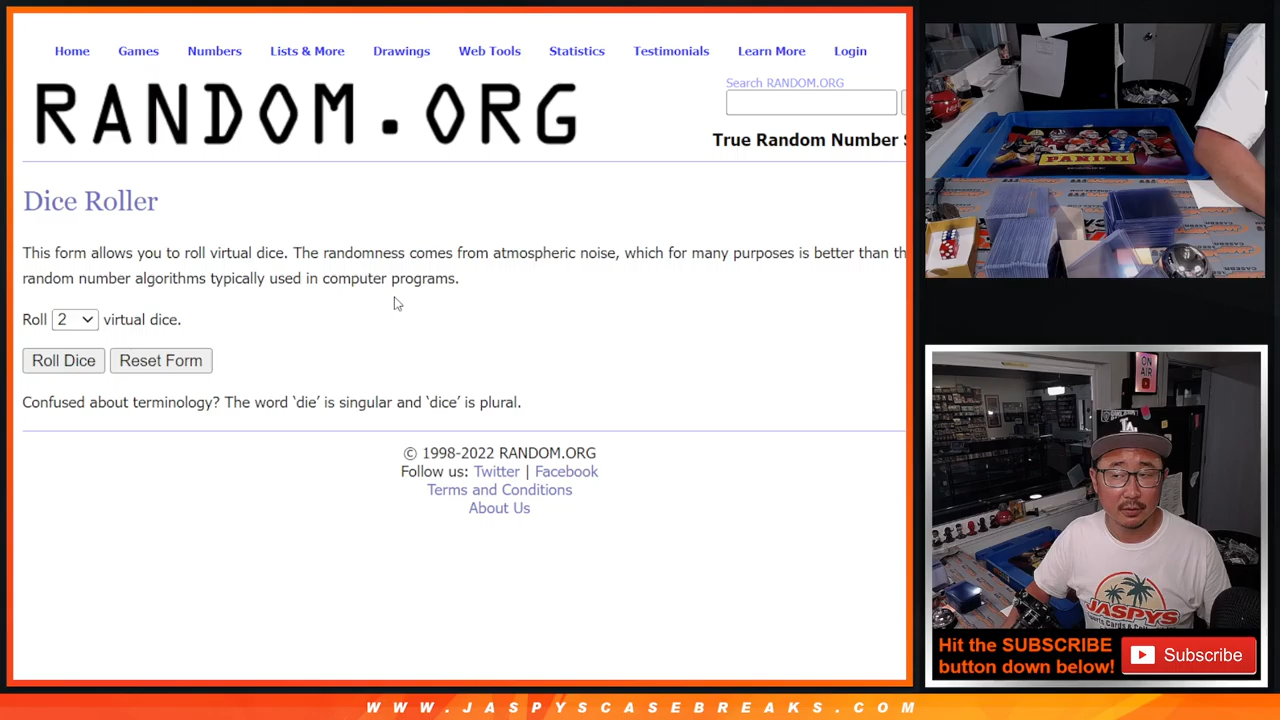 Home Games Numbers Lists & More Drawings Web Tools Statistics Testimonials Learn More Login
RANDOM.ORG
Search RANDOM.ORG
True Random Number S
Dice Roller
This form allows you to roll virtual dice. The randomness comes from atmospheric noise, which for many purposes is better than th
random number algorithms typically used in computer programs.
Roll 2 virtual dice.
Roll Dice Reset Form
Confused about terminology? The word ‘die’ is singular and ‘dice’ is plural.
© 1998-2022 RANDOM.ORG
Follow us: Twitter | Facebook
Terms and Conditions
About Us
PANINI
ON
AIR
LA
JASPYS
Hit the SUBSCRIBE
button down below!
Subscribe
WWW.JASPYSCASEBREAKS.COM